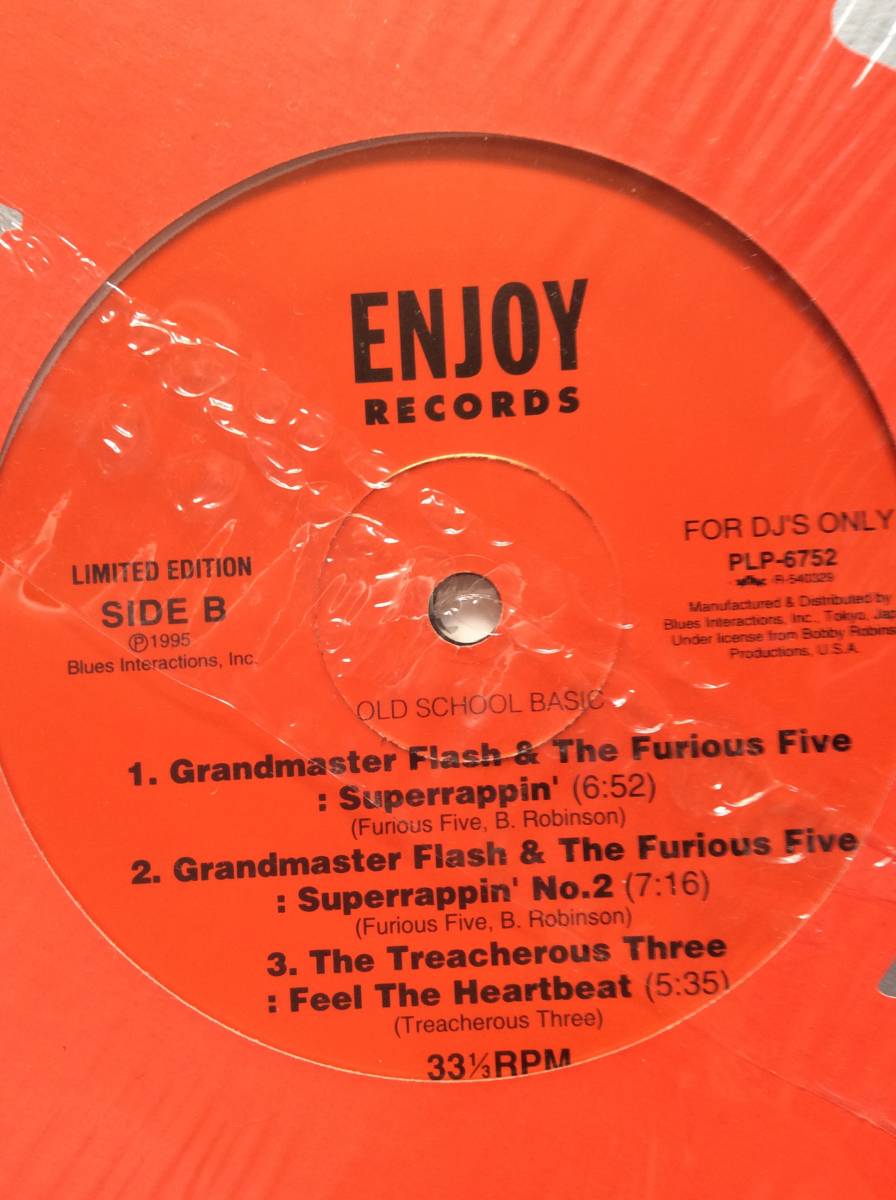 ENJOY
RECORDS
FOR DJ'S ONLY
PLP-6752
R-540329
Manufactured & Distributed by
Blues Interactions, Inc., Tokyo,
Under license from Bobby
Productions, U.S.A.
LIMITED EDITION
SIDE B
Ⓟ1995
Blues Interactions, Inc.
OLD SCHOOL BASIC
1. Grandmaster Flash & The Furious Five
: Superrappin' (6:52)
(Furious Five, B. Robinson)
2. Grandmaster Flash & The Furious Five
: Superrappin' No.2 (7:16)
(Furious Five, B. Robinson)
3. The Treacherous Three
: Feel The Heartbeat (5:35)
(Treacherous Three)
33⅓RPM